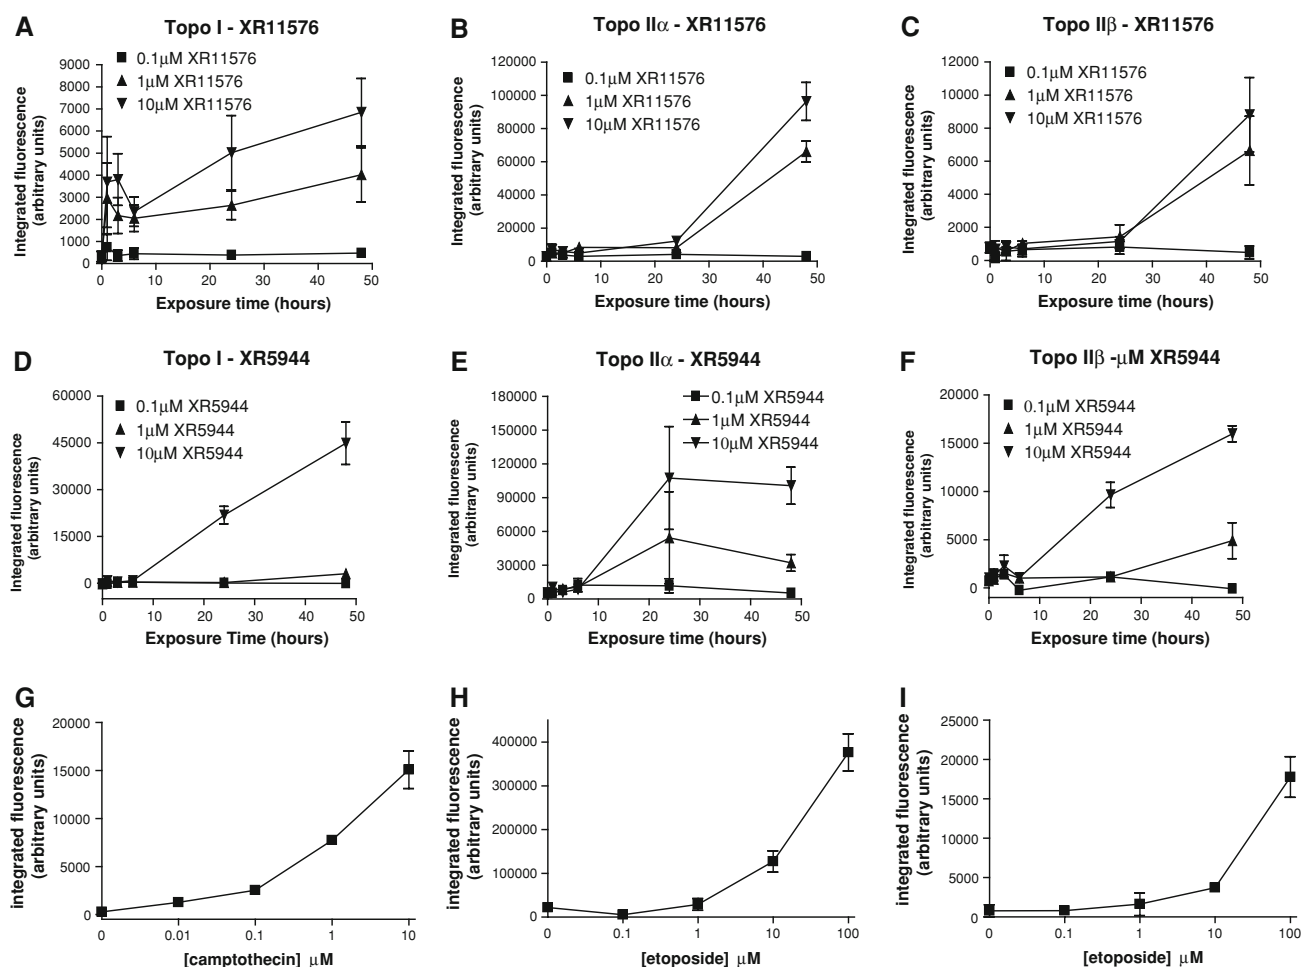 A
Topo I - XR11576
0.1μM XR11576
1μM XR11576
10μM XR11576
Integrated fluorescence
(arbitrary units)
9000
8000
7000
6000
5000
4000
3000
2000
1000
0
0 10 20 30 40 50
Exposure time (hours)
B
Topo IIα - XR11576
0.1μM XR11576
1μM XR11576
10μM XR11576
Integrated fluorescence
(arbitrary units)
120000
100000
80000
60000
40000
20000
0
0 10 20 30 40 50
Exposure time (hours)
C
Topo IIβ - XR11576
0.1μM XR11576
1μM XR11576
10μM XR11576
Integrated fluorescence
(arbitrary units)
12000
10000
8000
6000
4000
2000
0
0 10 20 30 40 50
Exposure time (hours)
D
Topo I - XR5944
0.1μM XR5944
1μM XR5944
10μM XR5944
Integrated fluorescence
(arbitrary units)
60000
45000
30000
15000
0
0 10 20 30 40 50
Exposure Time (hours)
E
Topo IIα - XR5944
0.1μM XR5944
1μM XR5944
10μM XR5944
Integrated fluorescence
(arbitrary units)
180000
150000
120000
90000
60000
30000
0
0 10 20 30 40 50
Exposure time (hours)
F
Topo IIβ -μM XR5944
0.1μM XR5944
1μM XR5944
10μM XR5944
Integrated fluorescence
(arbitrary units)
20000
15000
10000
5000
0
0 10 20 30 40 50
Exposure time (hours)
G
integrated fluorescence
(arbitrary units)
20000
15000
10000
5000
0
0 0.01 0.1 1 10
[camptothecin] μM
H
integrated fluorescence
(arbitrary units)
400000
300000
200000
100000
0
0 0.1 1 10 100
[etoposide] μM
I
integrated fluorescence
(arbitrary units)
25000
20000
15000
10000
5000
0
0 0.1 1 10 100
[etoposide] μM